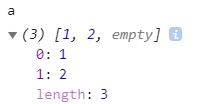 a
▼ (3) [1, 2, empty] i
0: 1
1: 2
length: 3